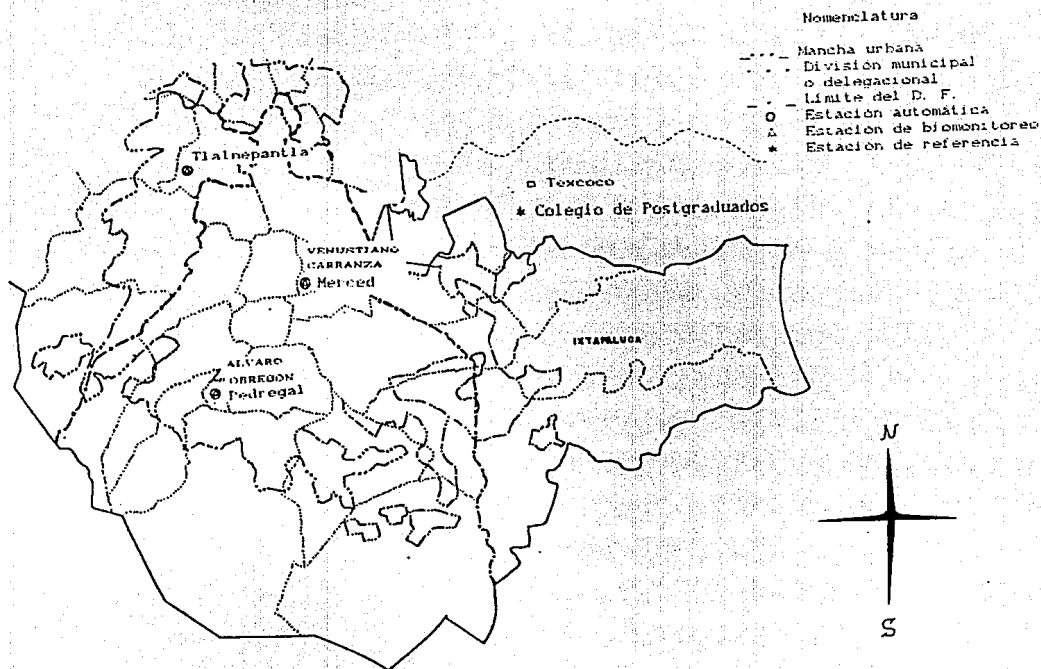 Nomenclatura
Mancha urbana
División municipal
o delegacional
Límite del D. F.
Estación automática
Estación de biomonitoreo
Estación de referencia
Tlalnepantla
Texcoco
Colegio de Postgraduados
VENUSTIANO
CARRANZA
Merced
IXTAPALUCA
ALVARO
OBREGON
Pedregal
N
S